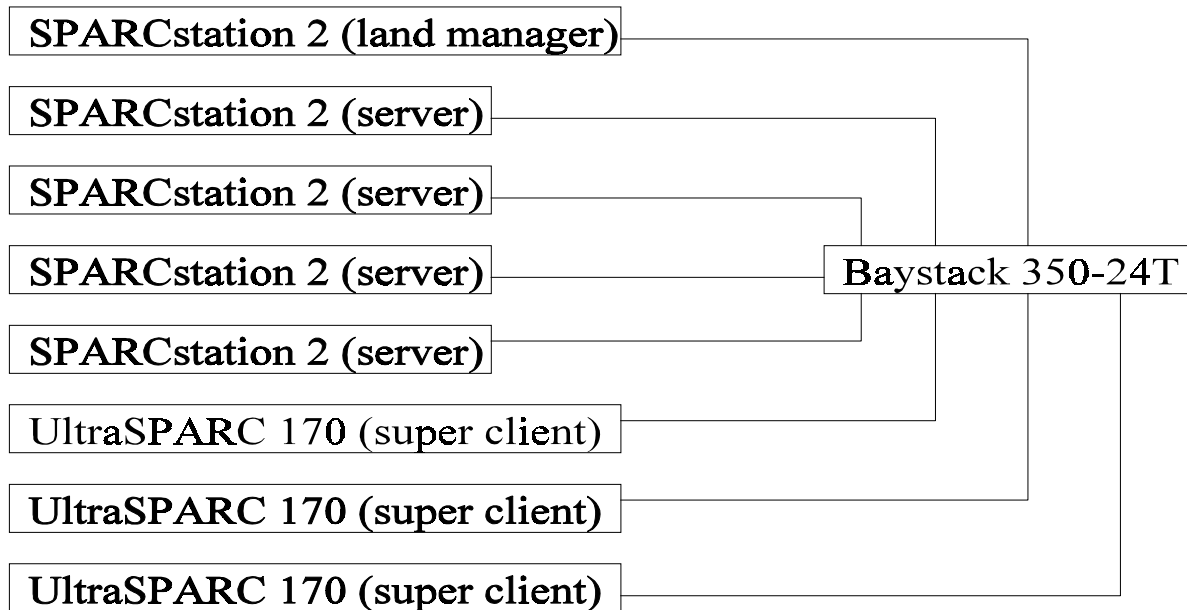 SPARCstation 2 (land manager)
SPARCstation 2 (server)
SPARCstation 2 (server)
SPARCstation 2 (server)
Baystack 350-24T
SPARCstation 2 (server)
UltraSPARC 170 (super client)
UltraSPARC 170 (super client)
UltraSPARC 170 (super client)